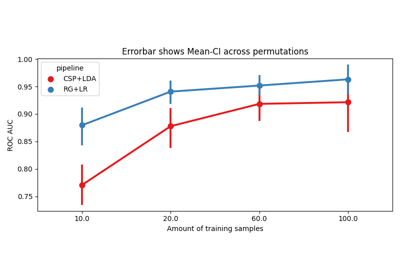 Errorbar shows Mean-CI across permutations
pipeline
CSP+LDA
RG+LR
ROC AUC
1.00
0.95
0.90
0.85
0.80
0.75
10.0 20.0 60.0 100.0
Amount of training samples